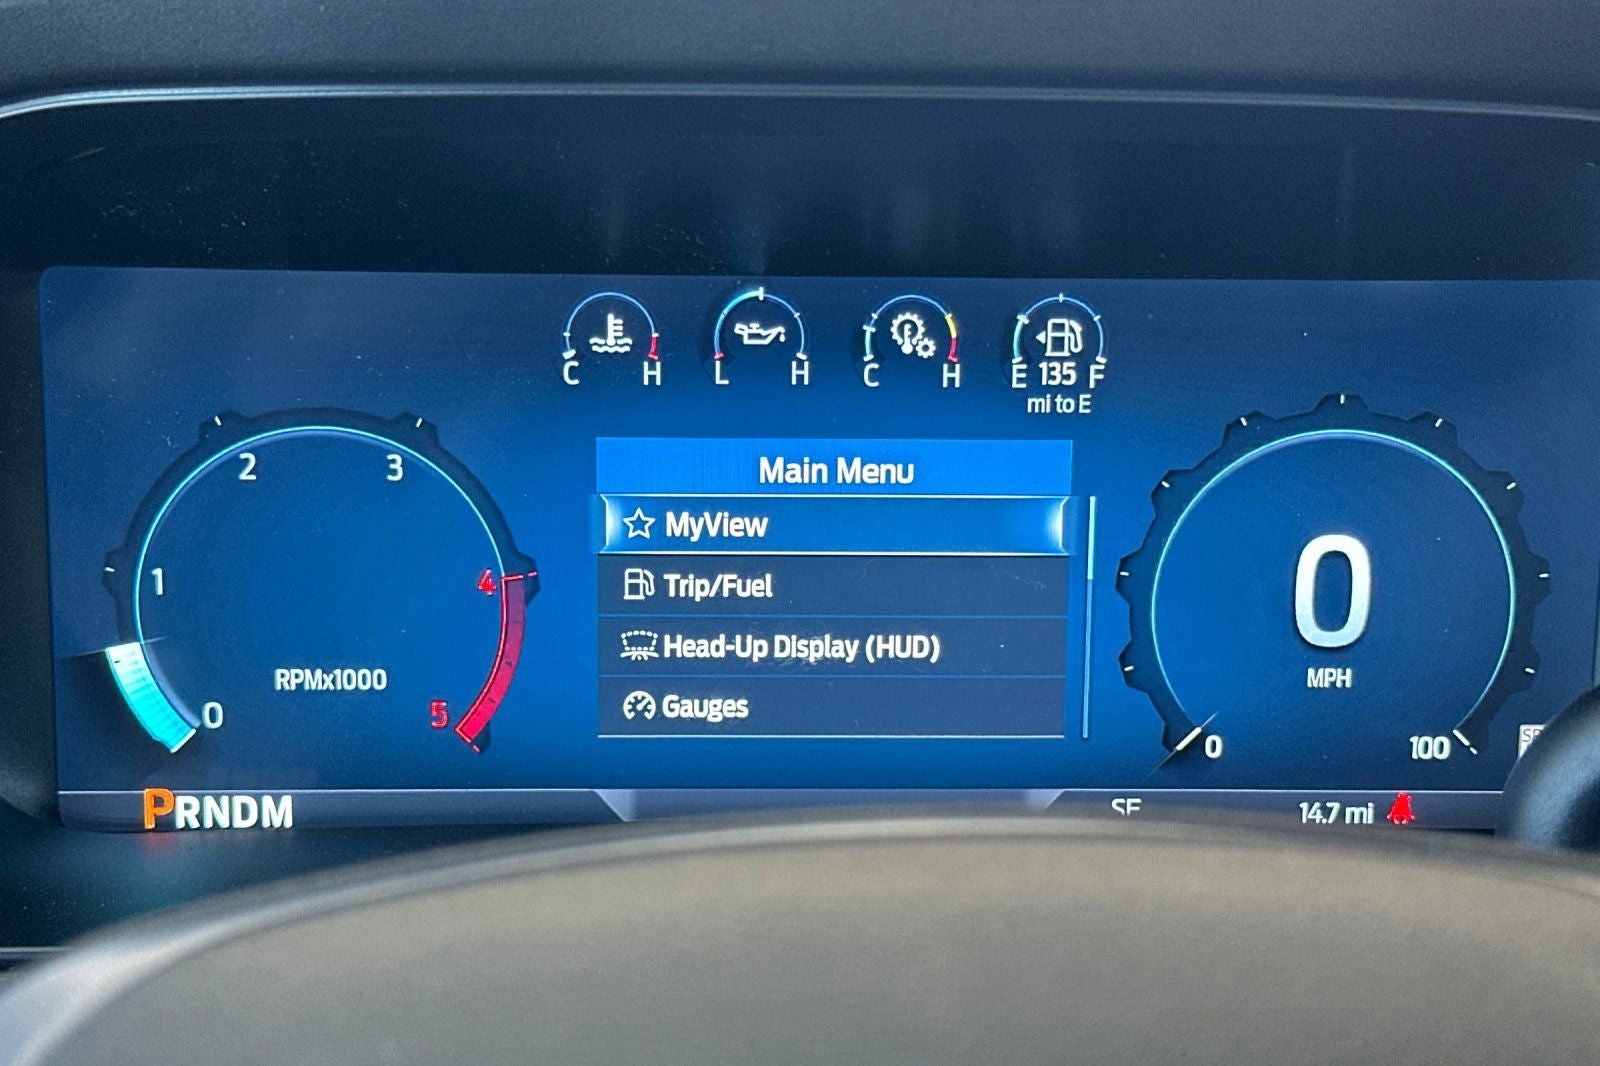 C H
L H
C H
E 135 F
mi to E
Main Menu
MyView
Trip/Fuel
Head-Up Display (HUD)
Gauges
2 3
1 4
0 5
RPMx1000
0
MPH
0 100
PRNDM
14.7 mi